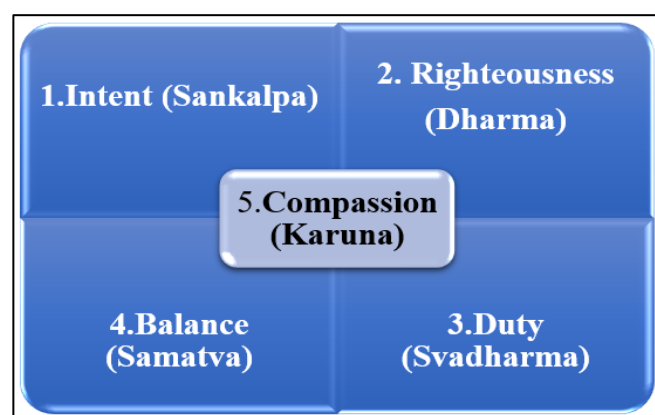 1.Intent (Sankalpa)
2. Righteousness
(Dharma)
5.Compassion
(Karuna)
4.Balance
(Samatva)
3.Duty
(Svadharma)